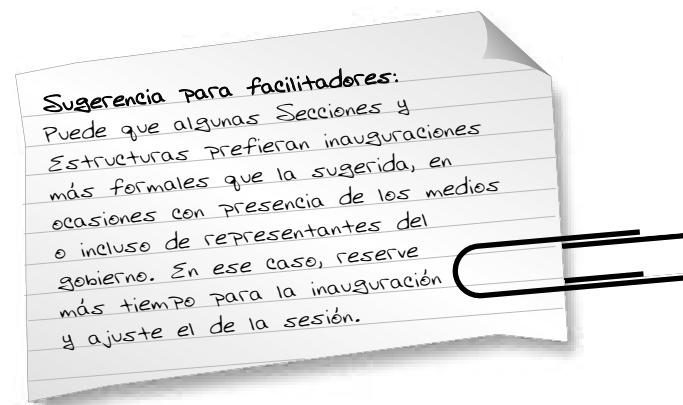 Sugerencia para facilitadores:
Puede que algunas Secciones y
Estructuras prefieran inauguraciones
más formales que la sugerida, en
ocasiones con presencia de los medios
o incluso de representantes del
gobierno. En ese caso, reserve
más tiempo para la inauguración
y ajuste el de la sesión.